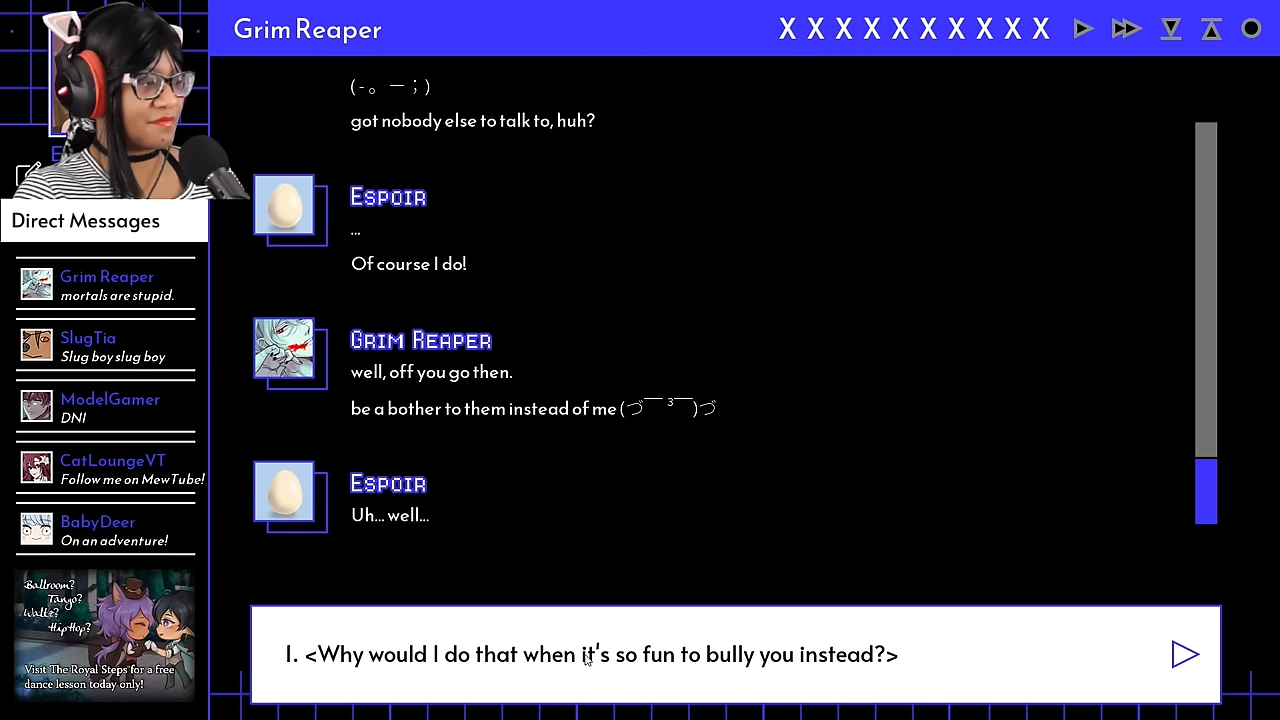 Grim Reaper
X X X X X X X X X X
(-。ー;)
got nobody else to talk to, huh?
Espoir
...
Of course I do!
Grim Reaper
well, off you go then.
be a bother to them instead of me (づ￣ ³￣)づ
Espoir
Uh... well...
1. <Why would I do that when it's so fun to bully you instead?>
E
Direct Messages
Grim Reaper
mortals are stupid.
SlugTia
Slug boy slug boy
ModelGamer
DNI
CatLoungeVT
Follow me on MewTube!
BabyDeer
On an adventure!
Ballroom?
Tango?
Waltz?
HipHop?
Visit The Royal Steps for a free
dance lesson today only!